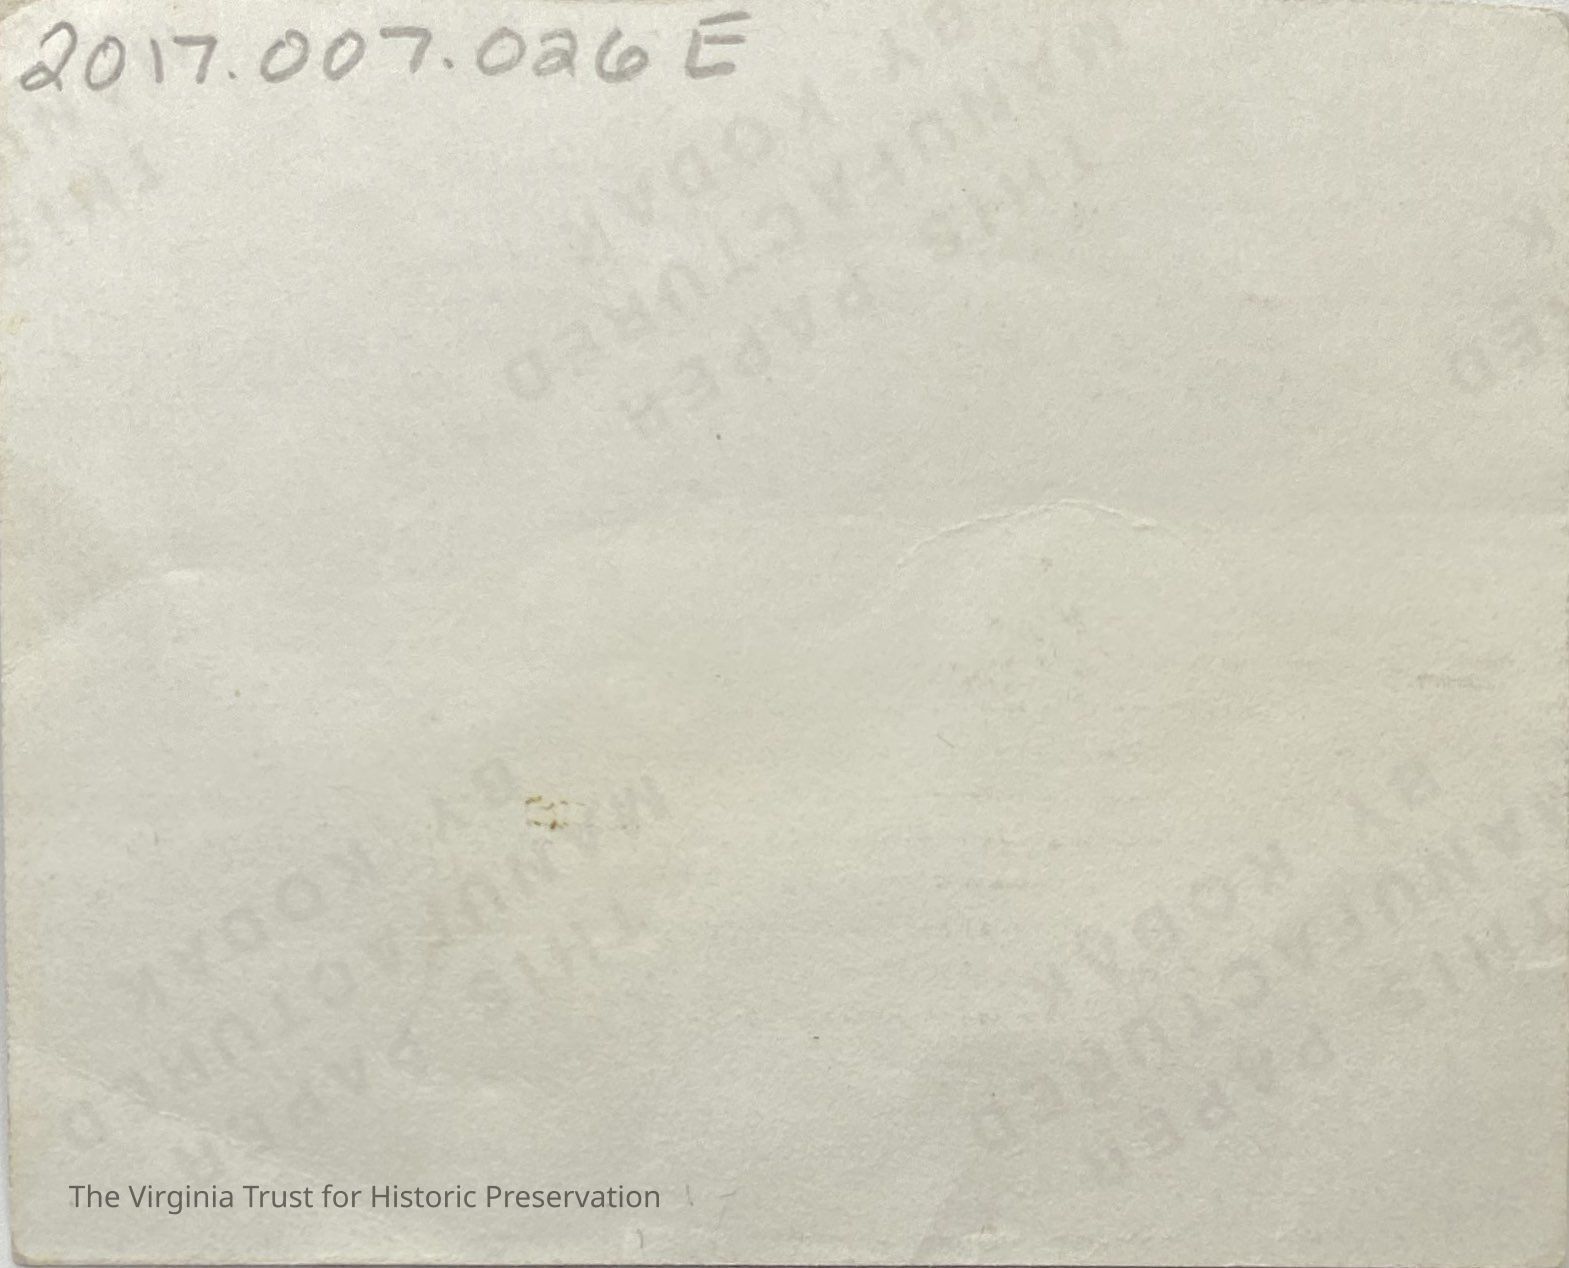 2017.007.026 E
BY KODAK
MANUFACTURED
THIS PAPER
BY KODAK
MANUFACTURED
THIS PAPER
BY KODAK
MANUFACTURED
THIS PAPER
The Virginia Trust for Historic Preservation